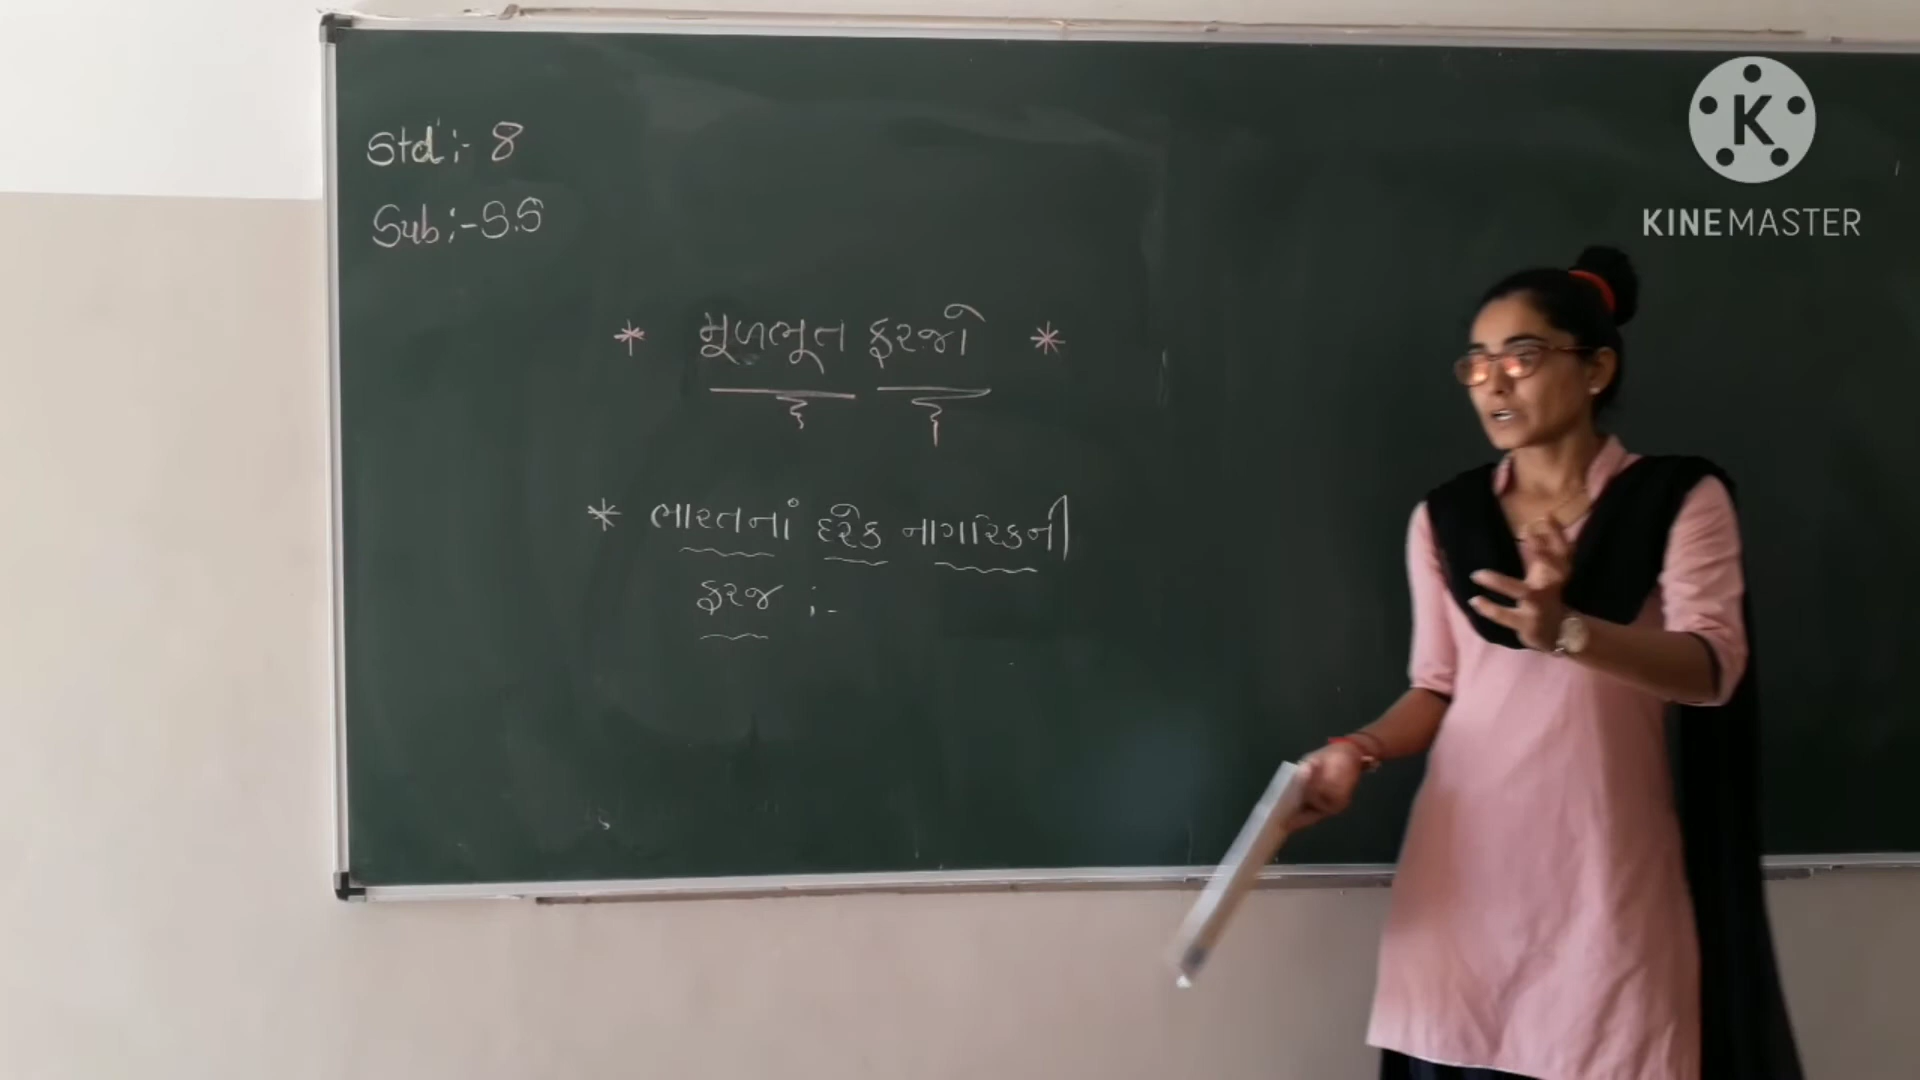 Std :- 8
Sub :- S.S
* મૂળભૂત ફરજો *
* ભારતનાં દરેક નાગરિકની
ફરજ :-
K
KINEMASTER